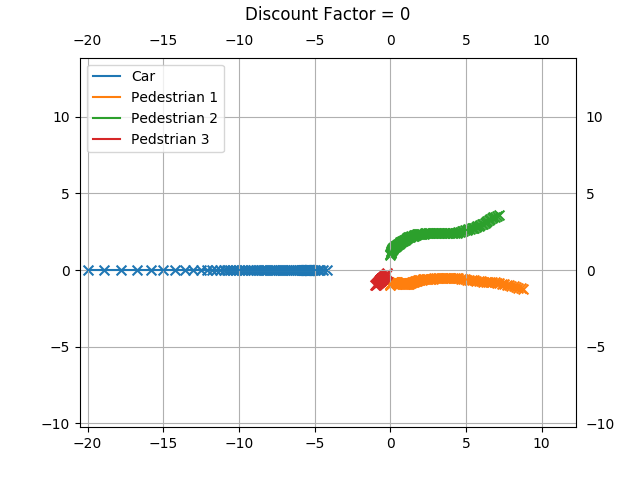 Discount Factor = 0
−20 −15 −10 −5 0 5 10
Car
Pedestrian 1
Pedestrian 2
Pedstrian 3
10 10
5 5
0 0
−5 −5
−10 −10
−20 −15 −10 −5 0 5 10